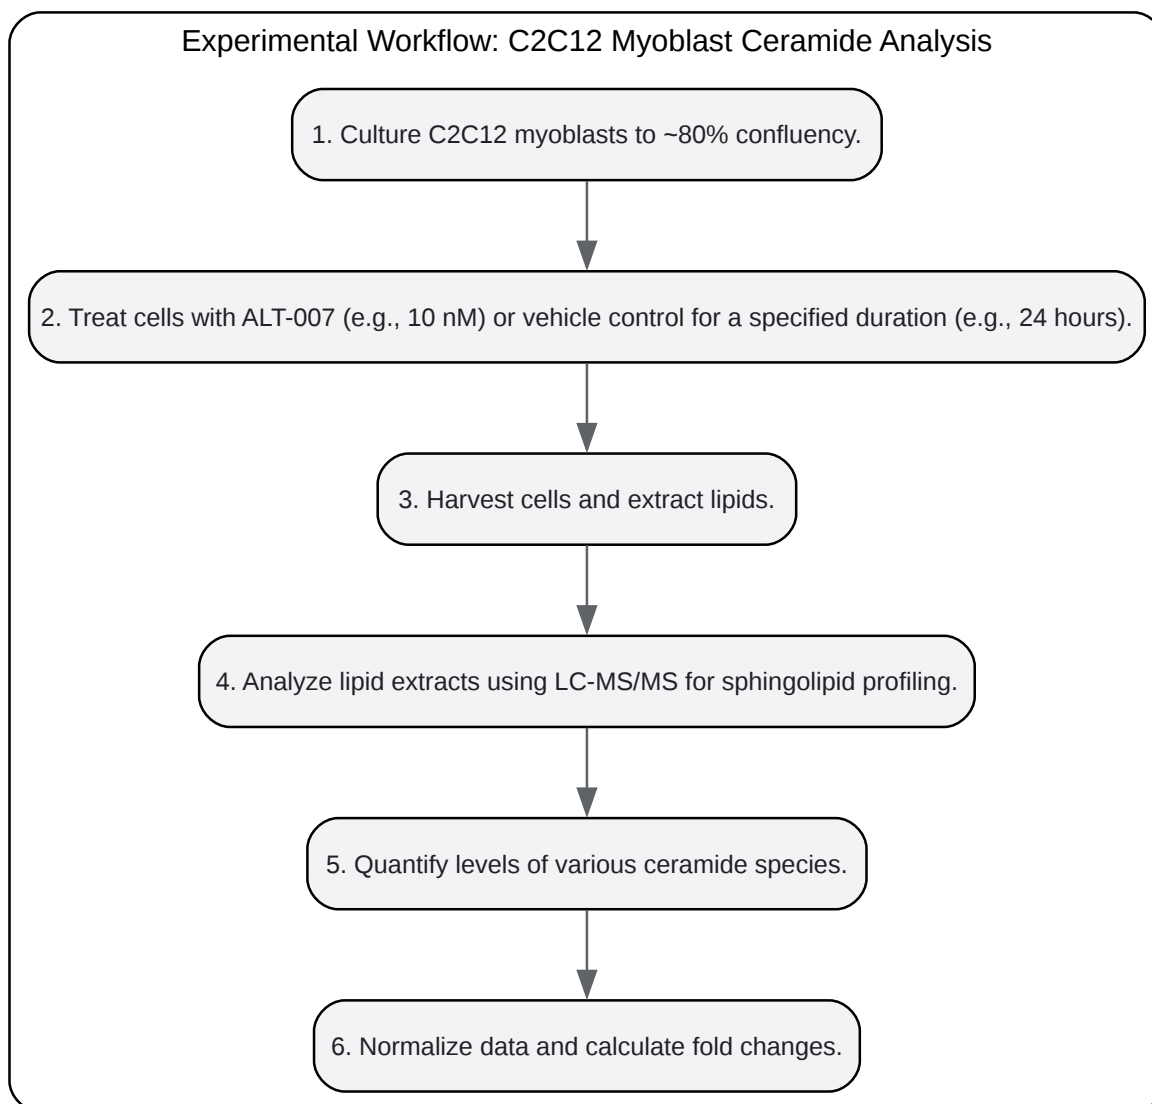 Experimental Workflow: C2C12 Myoblast Ceramide Analysis
1. Culture C2C12 myoblasts to ~80% confluency.
2. Treat cells with ALT-007 (e.g., 10 nM) or vehicle control for a specified duration (e.g., 24 hours).
3. Harvest cells and extract lipids.
4. Analyze lipid extracts using LC-MS/MS for sphingolipid profiling.
5. Quantify levels of various ceramide species.
6. Normalize data and calculate fold changes.